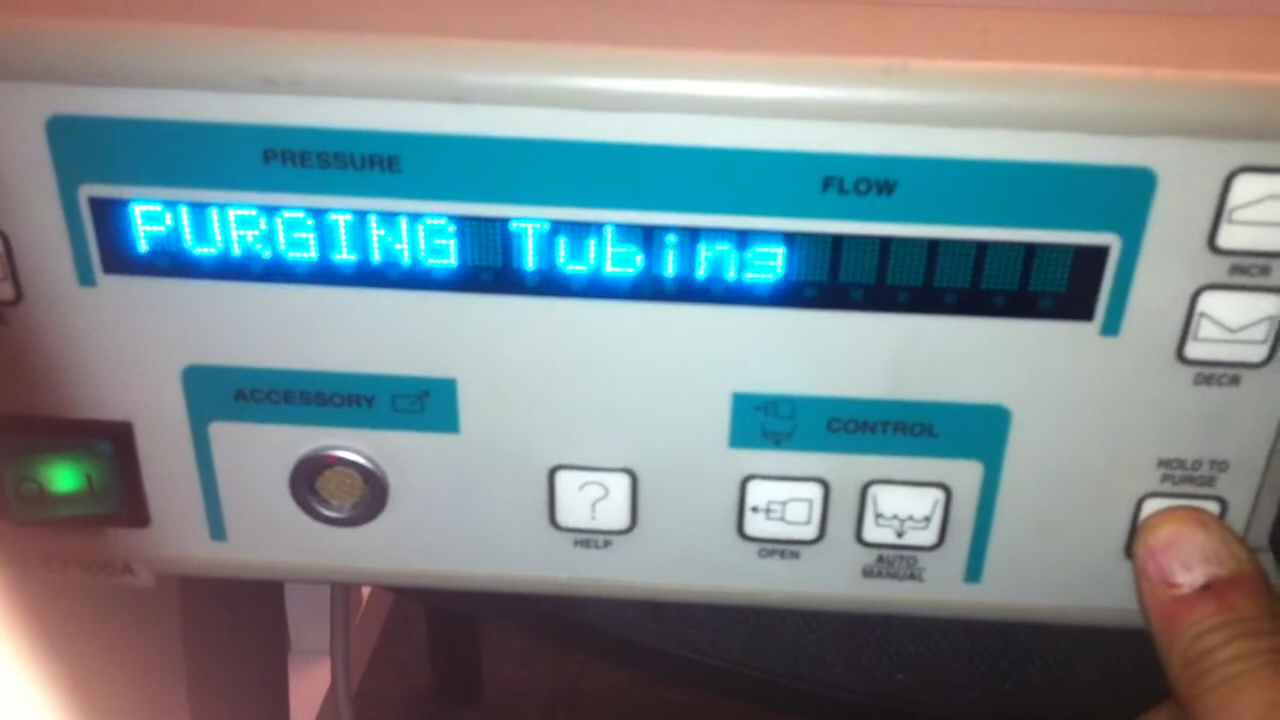 PRESSURE
FLOW
PURGING Tubing
INCR
DECR
ACCESSORY
CONTROL
HOLD TO
PURGE
?
HELP
OPEN
AUTO
MANUAL